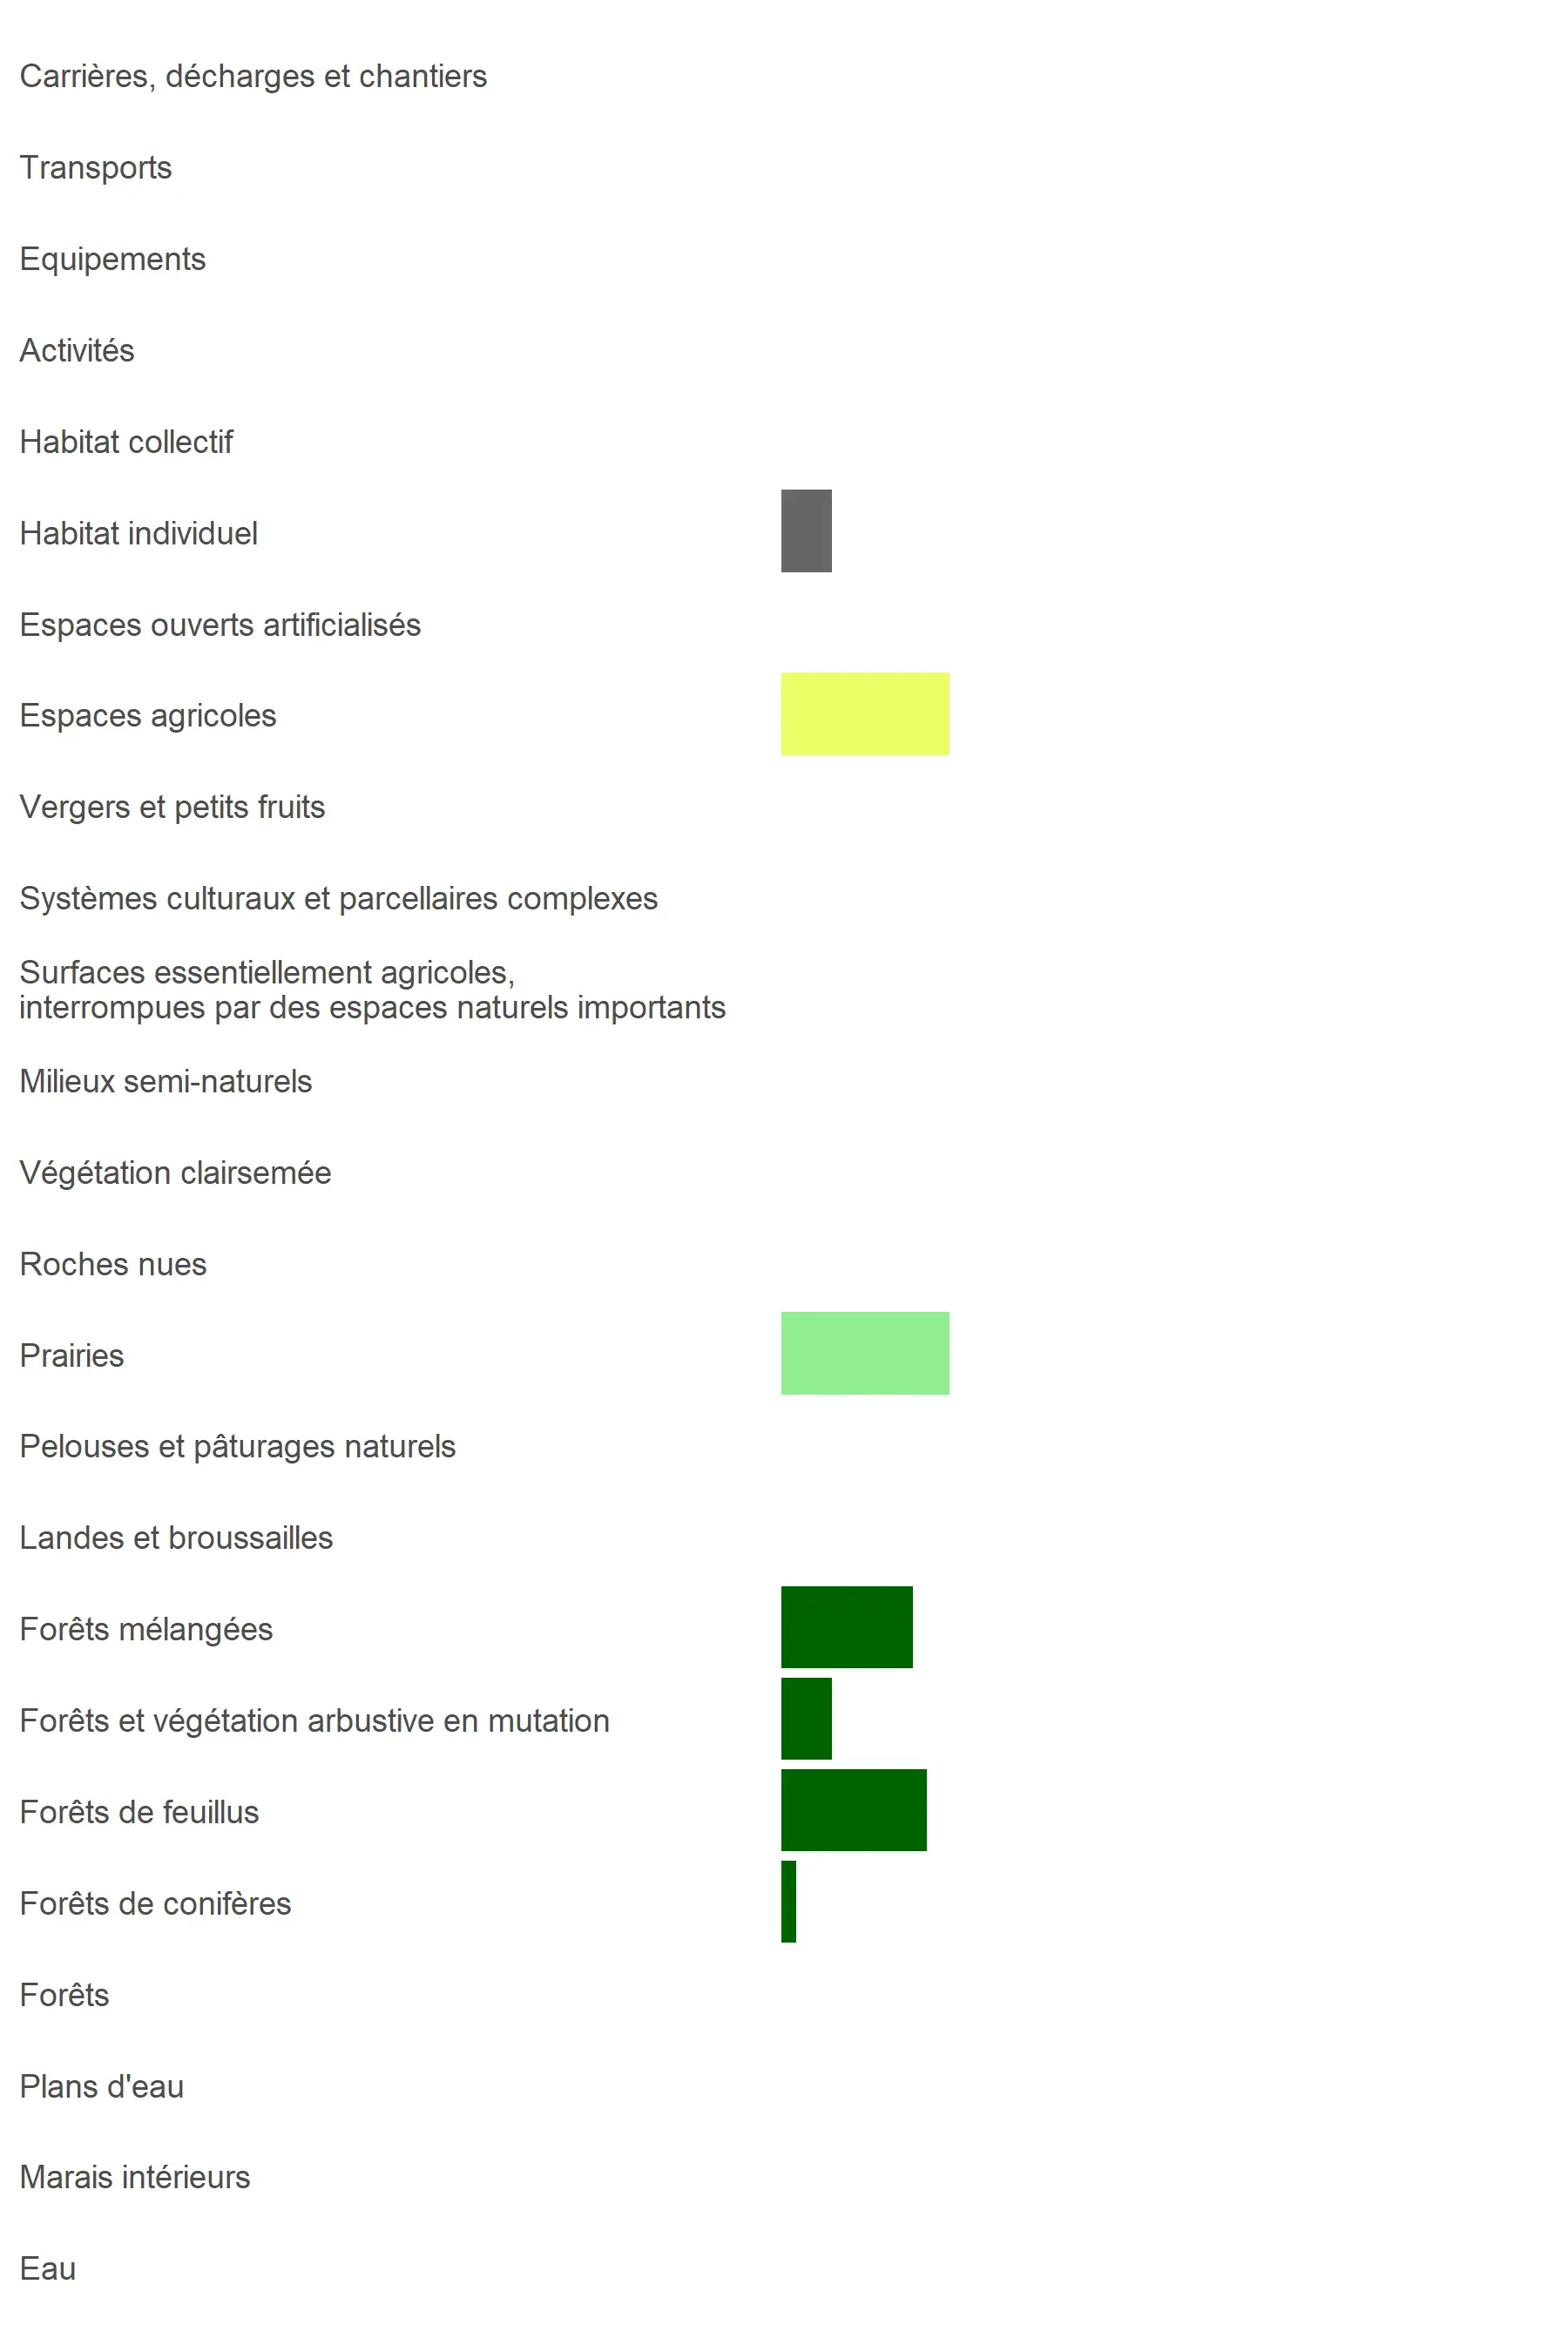 Carrières, décharges et chantiers
Transports
Equipements
Activités
Habitat collectif
Habitat individuel
Espaces ouverts artificialisés
Espaces agricoles
Vergers et petits fruits
Systèmes culturaux et parcellaires complexes
Surfaces essentiellement agricoles,
interrompues par des espaces naturels importants
Milieux semi-naturels
Végétation clairsemée
Roches nues
Prairies
Pelouses et pâturages naturels
Landes et broussailles
Forêts mélangées
Forêts et végétation arbustive en mutation
Forêts de feuillus
Forêts de conifères
Forêts
Plans d'eau
Marais intérieurs
Eau